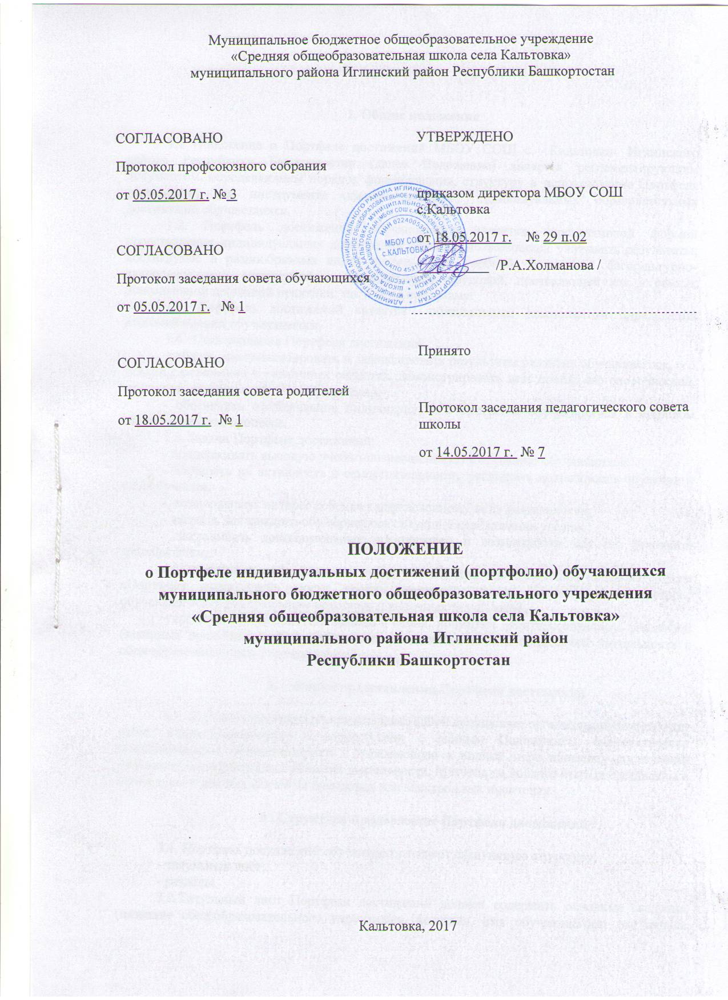 Муниципальное бюджетное общеобразовательное учреждение
«Средняя общеобразовательная школа села Кальтовка»
муниципального района Иглинский район Республики Башкортостан
СОГЛАСОВАНО
Протокол профсоюзного собрания
от 05.05.2017 г. № 3
СОГЛАСОВАНО
Протокол заседания совета обучающихся
от 05.05.2017 г. № 1
СОГЛАСОВАНО
Протокол заседания совета родителей
от 18.05.2017 г. № 1
УТВЕРЖДЕНО
приказом директора МБОУ СОШ
с.Кальтовка
от 18.05.2017 г. № 29 п.02
/Р.А.Холманова /
МБОУ СОШ
с.КАЛЬТОВКА
ИНН 0224005397
Принято
Протокол заседания педагогического совета
школы
от 14.05.2017 г. № 7
ПОЛОЖЕНИЕ
о Портфеле индивидуальных достижений (портфолио) обучающихся
муниципального бюджетного общеобразовательного учреждения
«Средняя общеобразовательная школа села Кальтовка»
муниципального района Иглинский район
Республики Башкортостан
Кальтовка, 2017